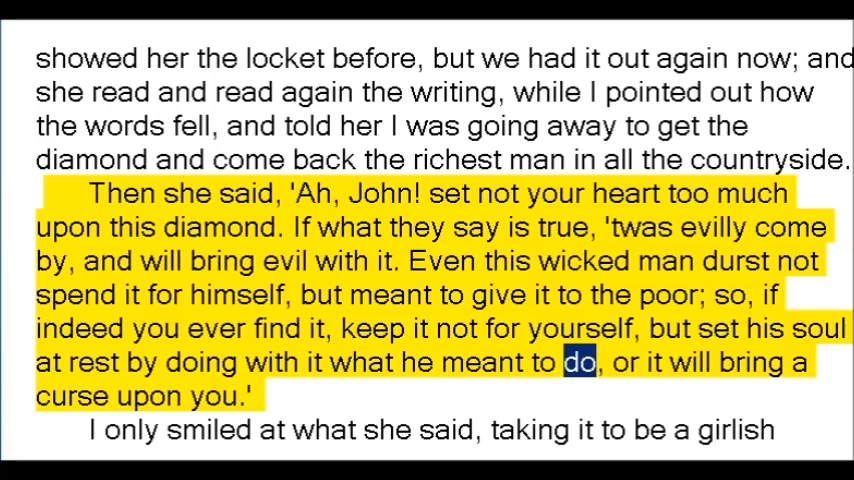 showed her the locket before, but we had it out again now; and
she read and read again the writing, while I pointed out how
the words fell, and told her I was going away to get the
diamond and come back the richest man in all the countryside.
Then she said, 'Ah, John! set not your heart too much
upon this diamond. If what they say is true, 'twas evilly come
by, and will bring evil with it. Even this wicked man durst not
spend it for himself, but meant to give it to the poor; so, if
indeed you ever find it, keep it not for yourself, but set his soul
at rest by doing with it what he meant to do, or it will bring a
curse upon you.'
I only smiled at what she said, taking it to be a girlish